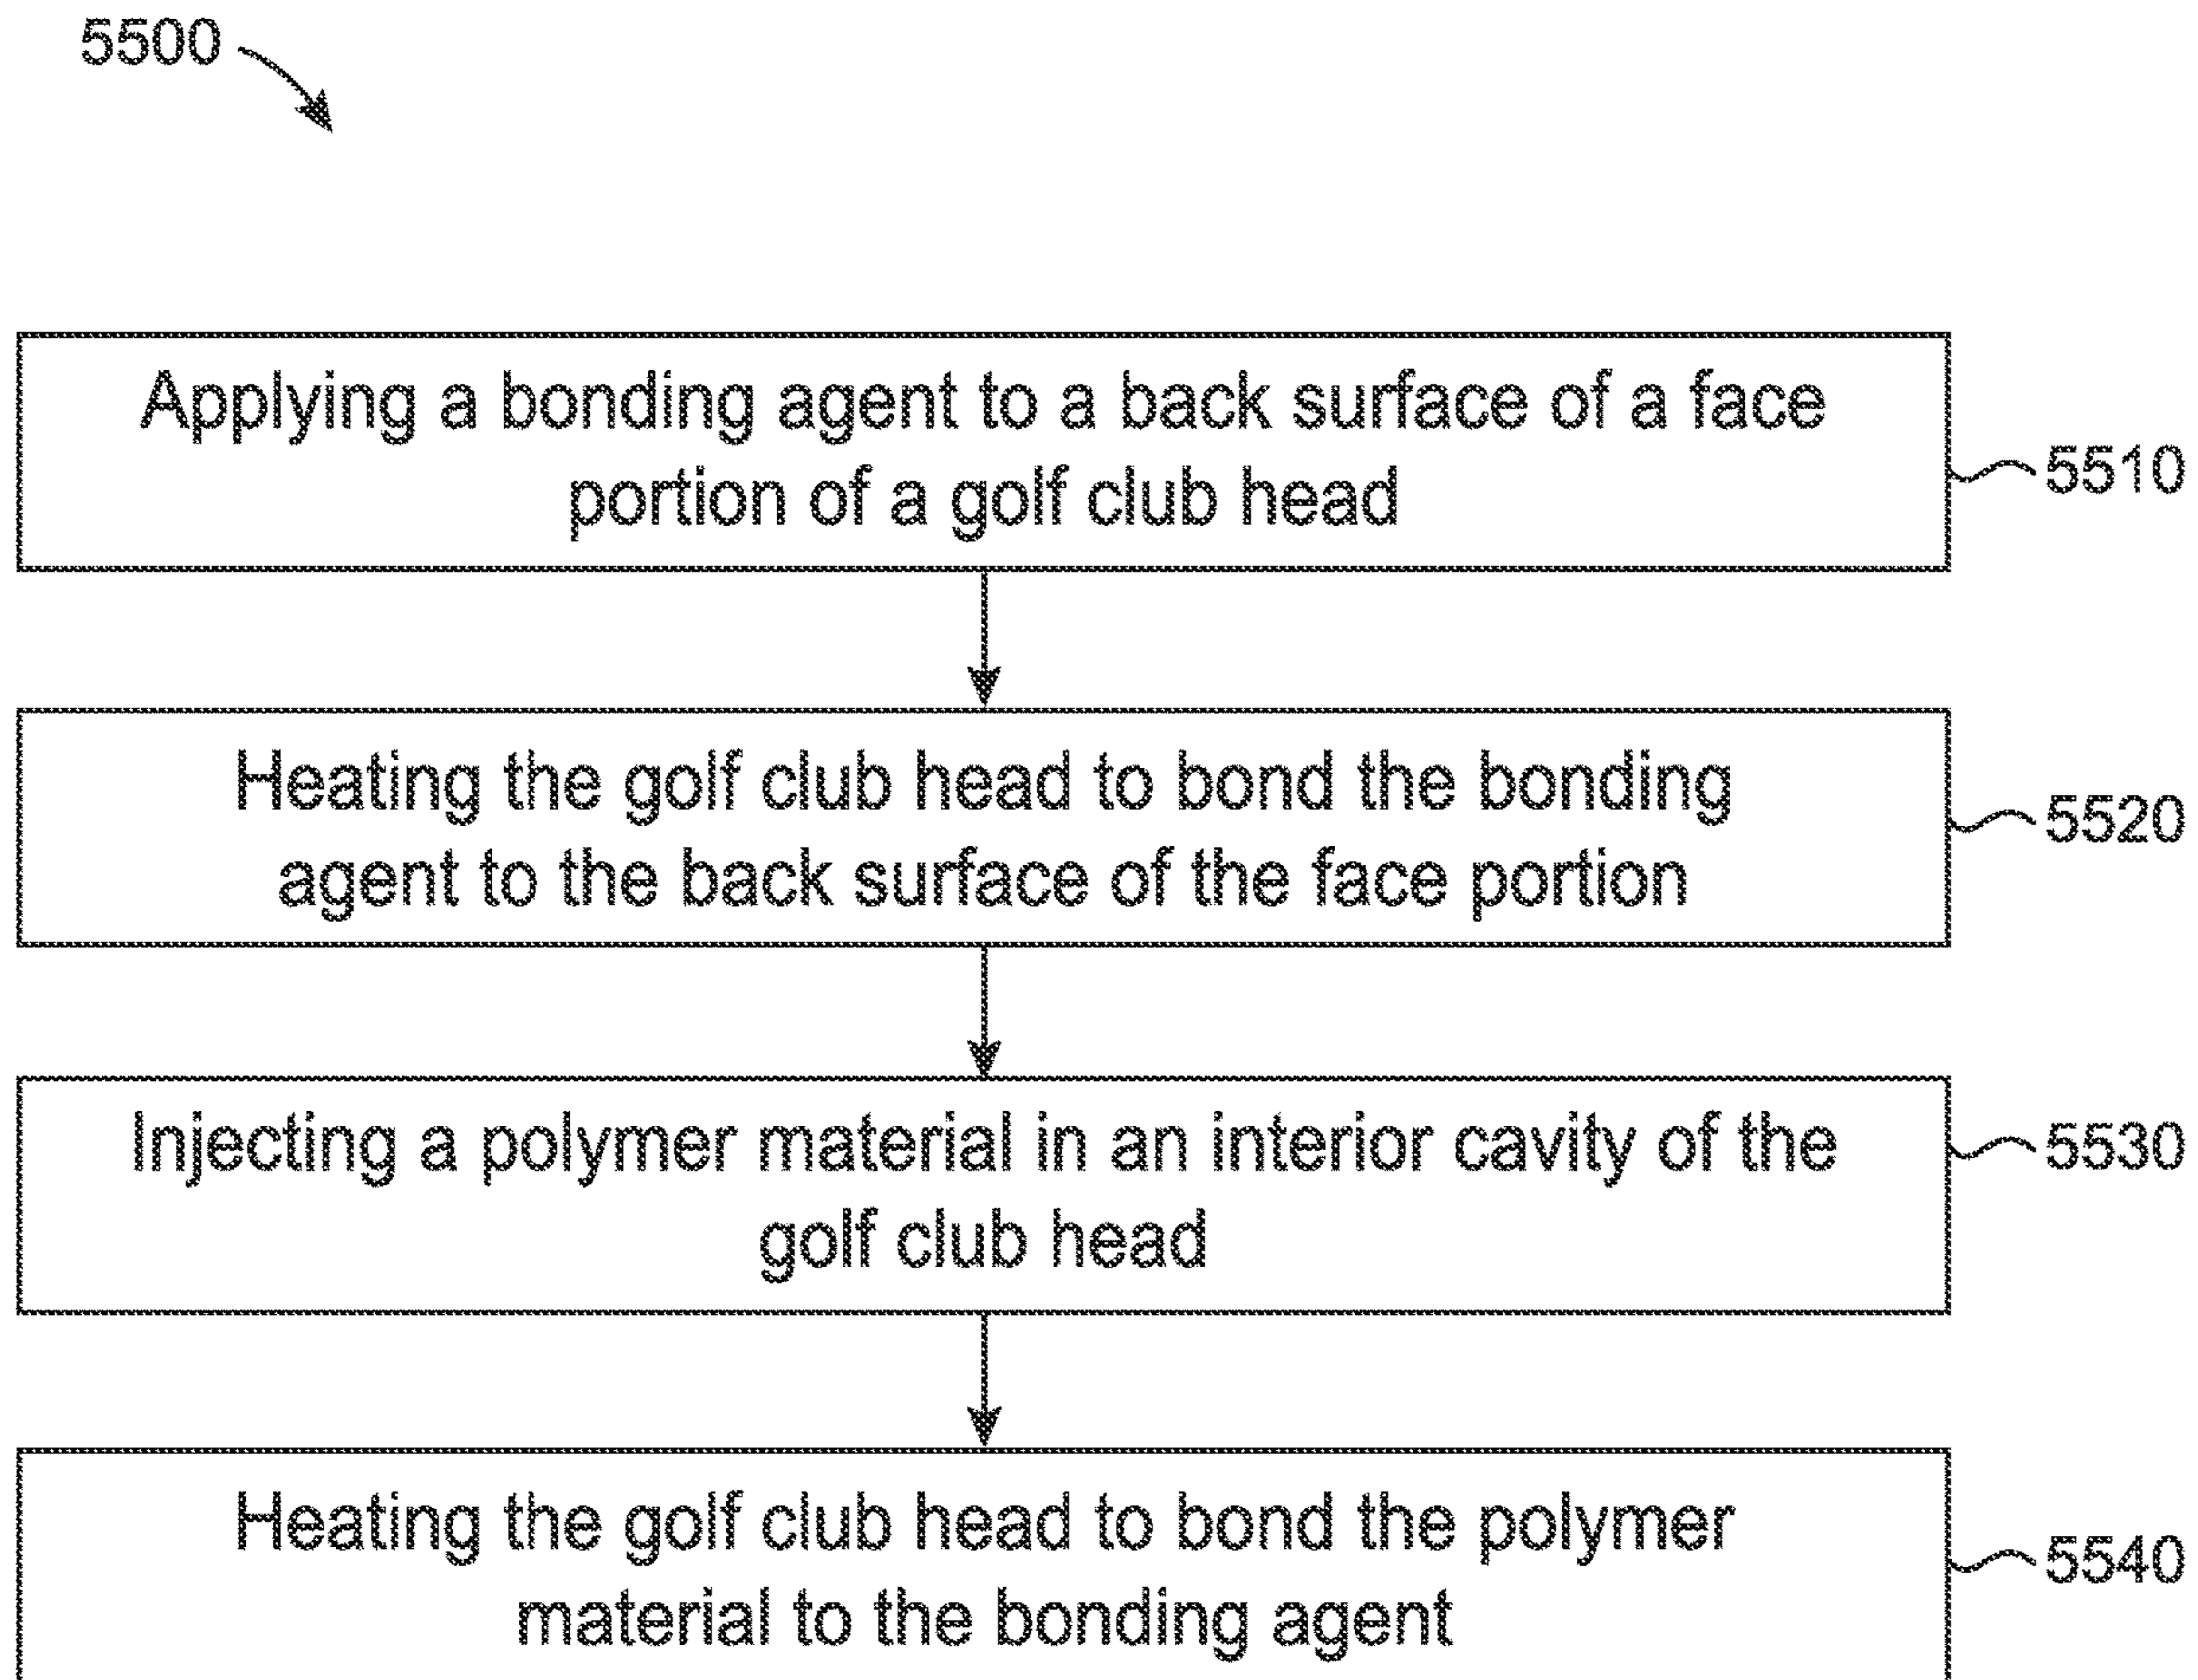 5500
Applying a bonding agent to a back surface of a face
portion of a golf club head
5510
Heating the golf club head to bond the bonding
agent to the back surface of the face portion
5520
Injecting a polymer material in an interior cavity of the
golf club head
5530
Heating the golf club head to bond the polymer
material to the bonding agent
5540